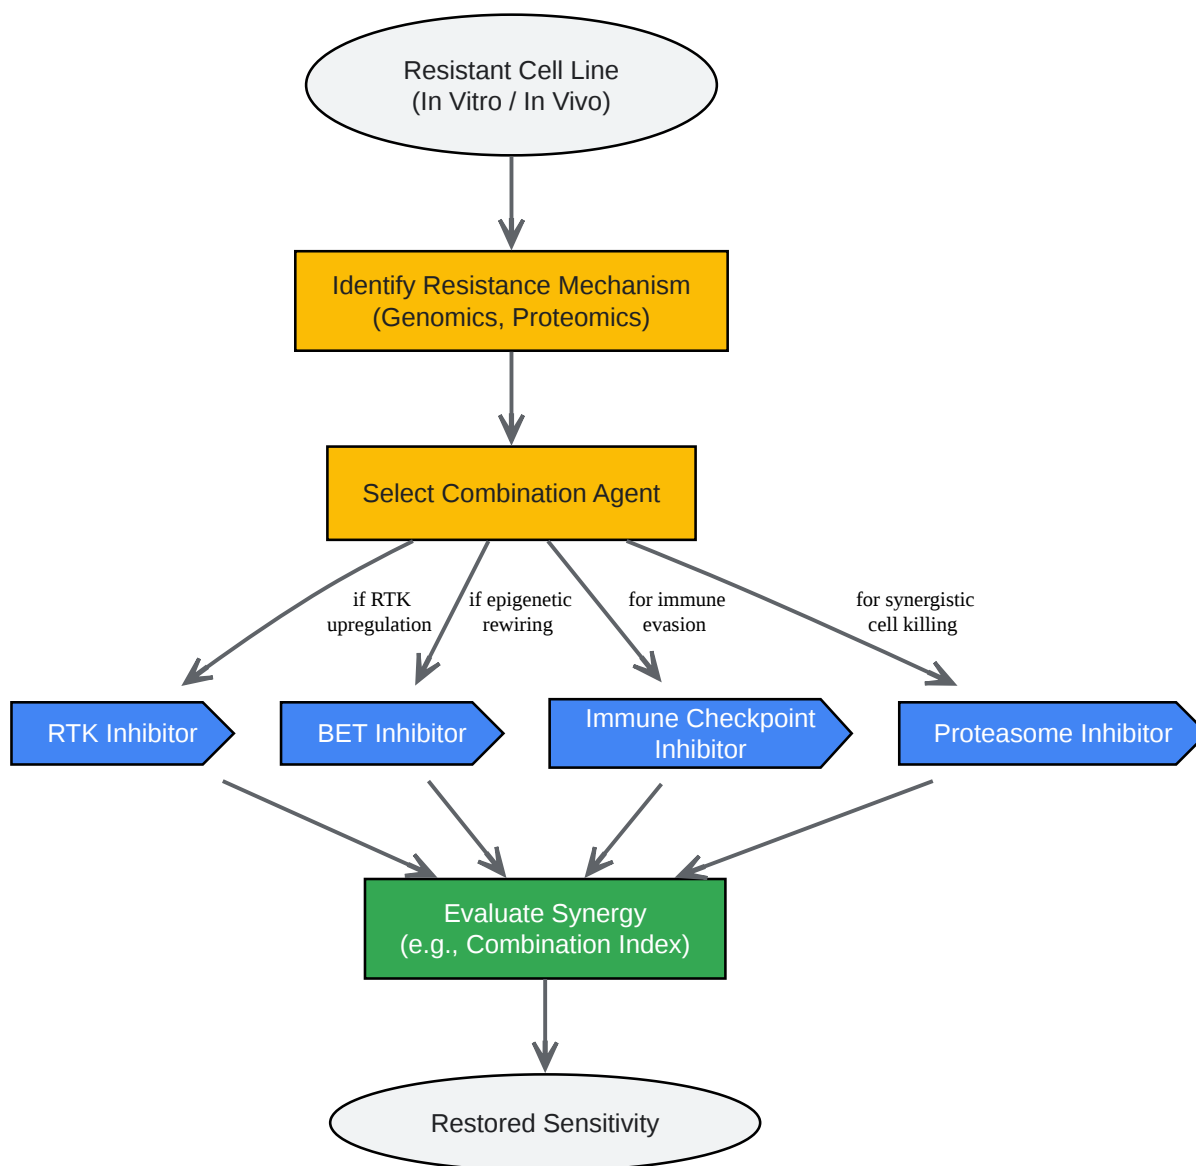 Resistant Cell Line
(In Vitro / In Vivo)
Identify Resistance Mechanism
(Genomics, Proteomics)
Select Combination Agent
if RTK
upregulation
if epigenetic
rewiring
for immune
evasion
for synergistic
cell killing
RTK Inhibitor
BET Inhibitor
Immune Checkpoint
Inhibitor
Proteasome Inhibitor
Evaluate Synergy
(e.g., Combination Index)
Restored Sensitivity